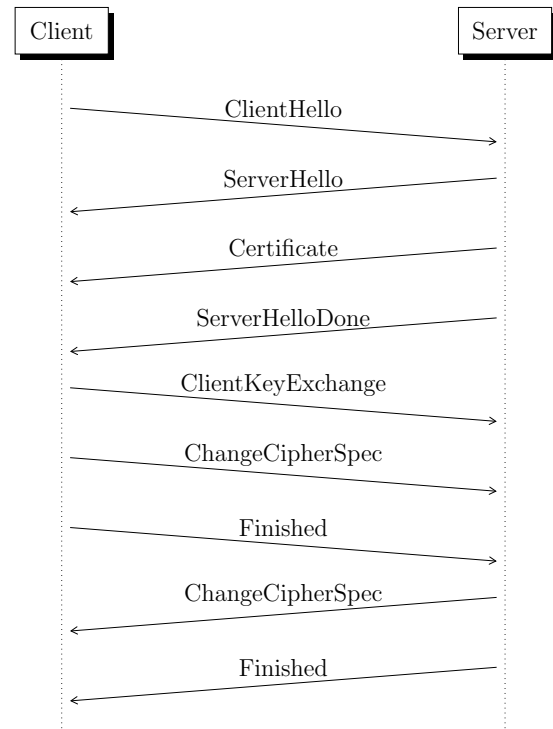 Client
Server
ClientHello
ServerHello
Certificate
ServerHelloDone
ClientKeyExchange
ChangeCipherSpec
Finished
ChangeCipherSpec
Finished